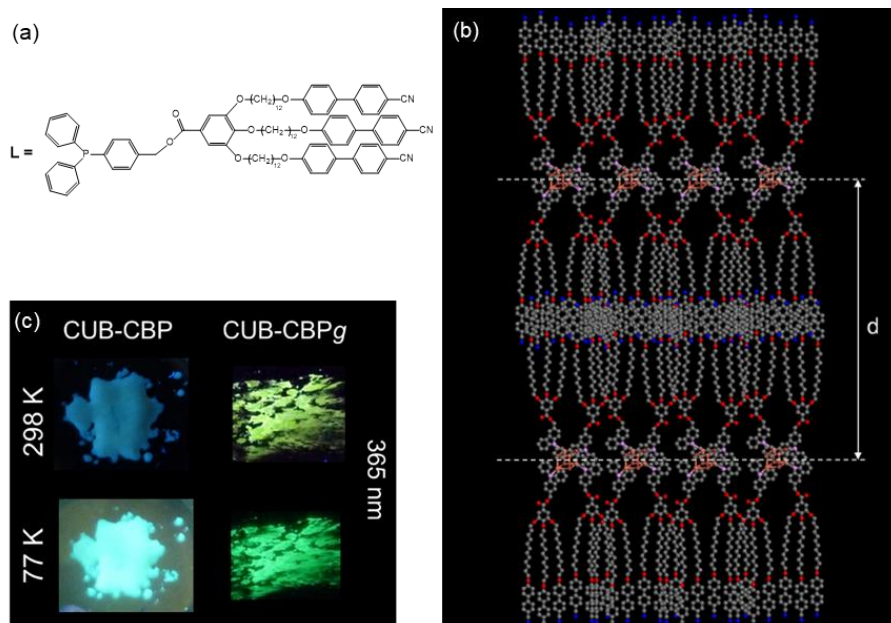 (a)
L =
P
O
O
O
(CH₂)
12
O
CN
O
(CH₂)
12
O
CN
O
(CH₂)
12
O
CN
(b)
d
(c)
CUB-CBP
CUB-CBPg
298 K
77 K
365 nm